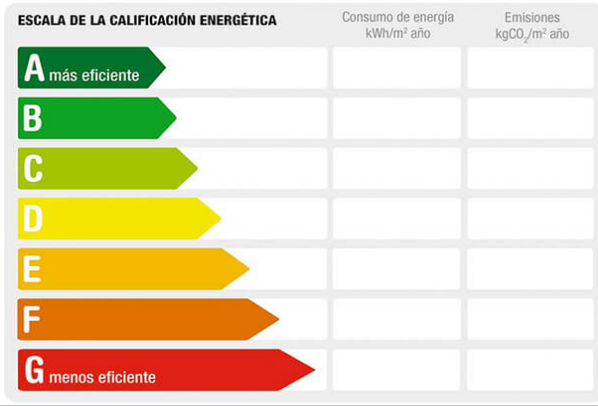 ESCALA DE LA CALIFICACIÓN ENERGÉTICA
Consumo de energía
kWh/m² año
Emisiones
kgCO₂/m² año
A más eficiente
B
C
D
E
F
G menos eficiente